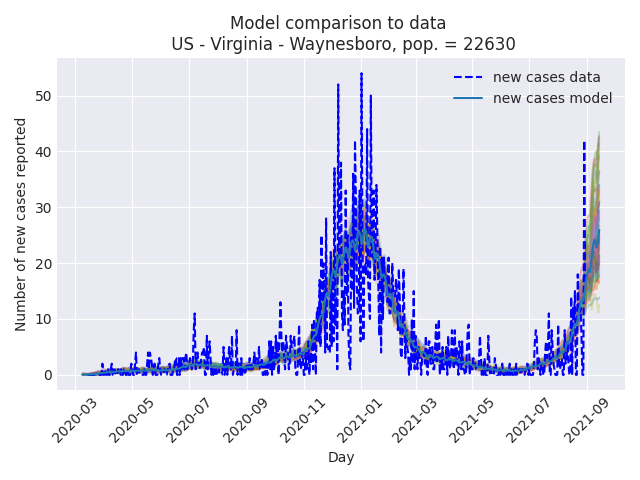 Model comparison to data
US - Virginia - Waynesboro, pop. = 22630
new cases data
new cases model
Number of new cases reported
50
40
30
20
10
0
2020-03
2020-05
2020-07
2020-09
2020-11
2021-01
2021-03
2021-05
2021-07
2021-09
Day